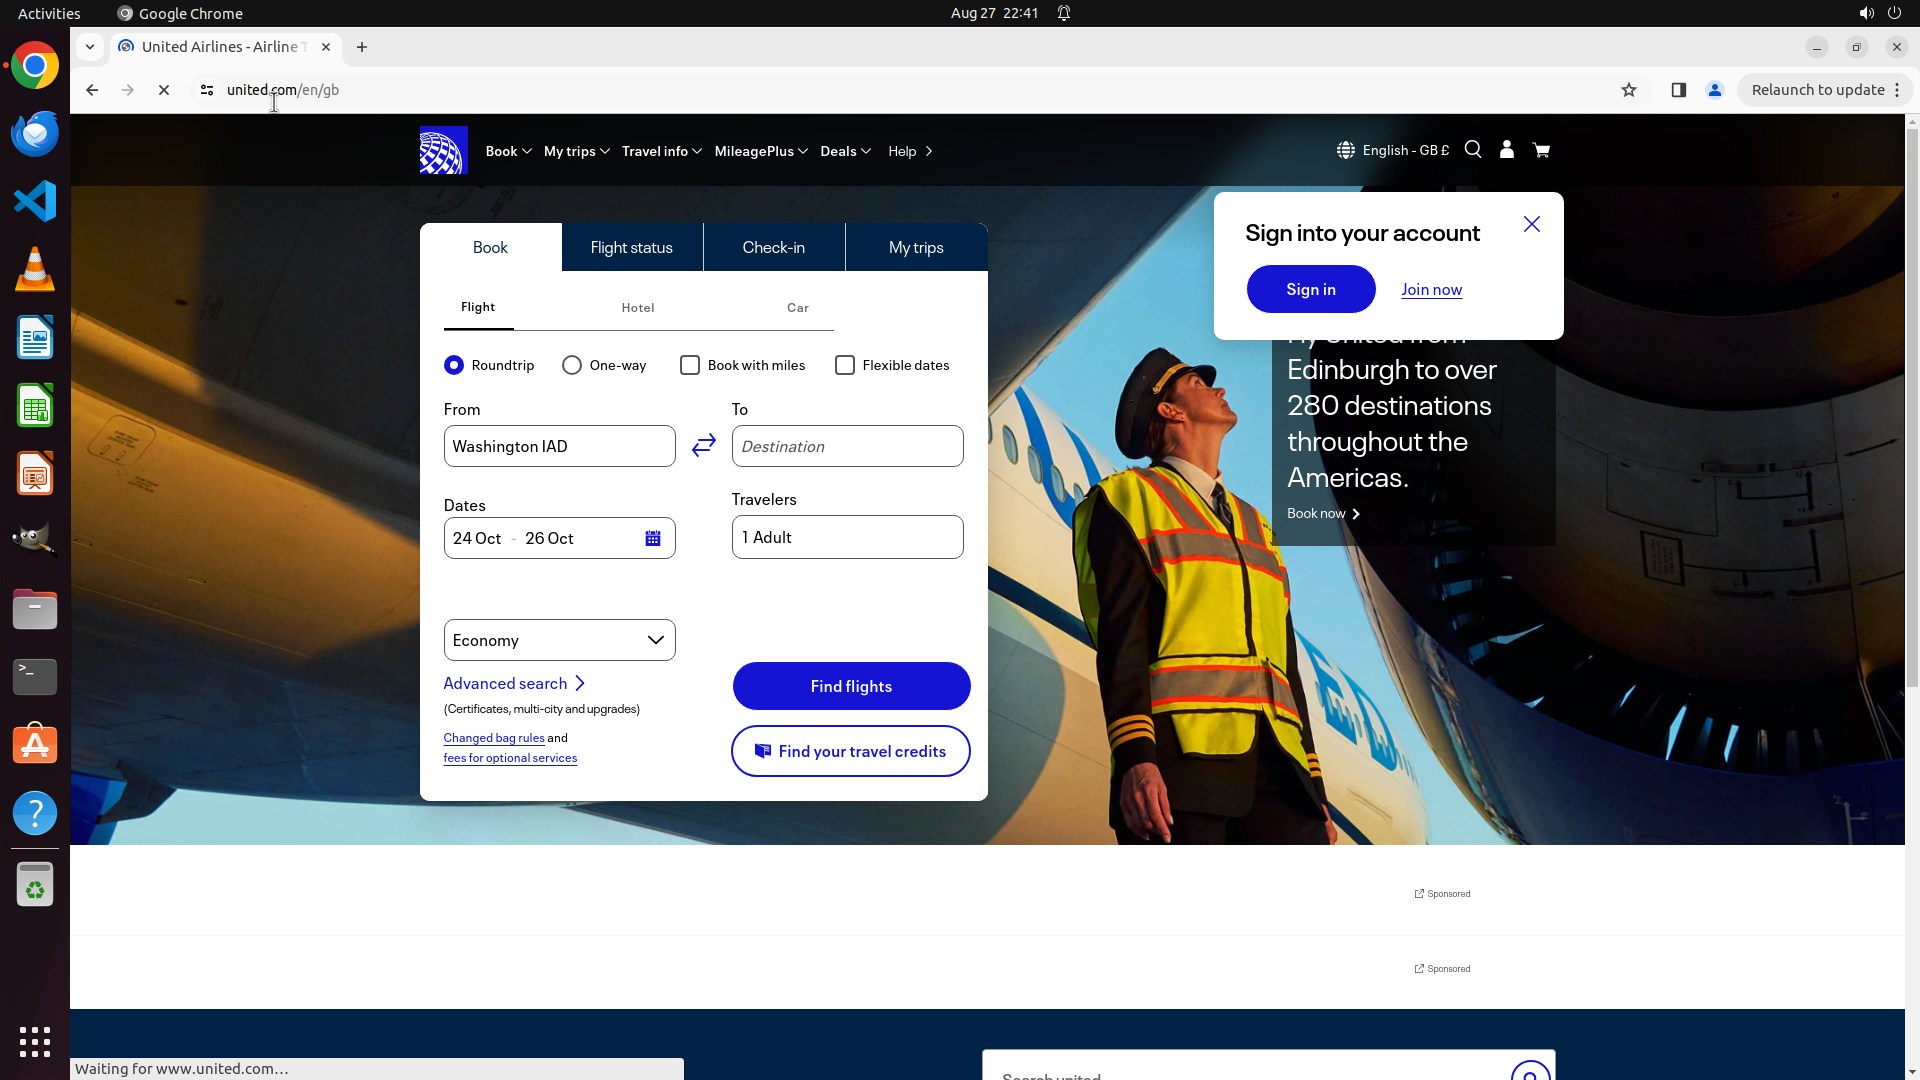 Activities
Google Chrome
Aug 27 22:41
United Airlines - Airline T
united.com/en/gb
Relaunch to update
Book
My trips
Travel info
MileagePlus
Deals
Help
English - GB £
Sign into your account
Sign in
Join now
Book
Flight status
Check-in
My trips
Flight
Hotel
Car
Roundtrip
One-way
Book with miles
Flexible dates
From
Washington IAD
To
Destination
Dates
24 Oct - 26 Oct
Travelers
1 Adult
Economy
Advanced search
(Certificates, multi-city and upgrades)
Changed bag rules and
fees for optional services
Find flights
Find your travel credits
Fly United from
Edinburgh to over
280 destinations
throughout the
Americas.
Book now
Sponsored
Sponsored
Search united
Waiting for www.united.com...